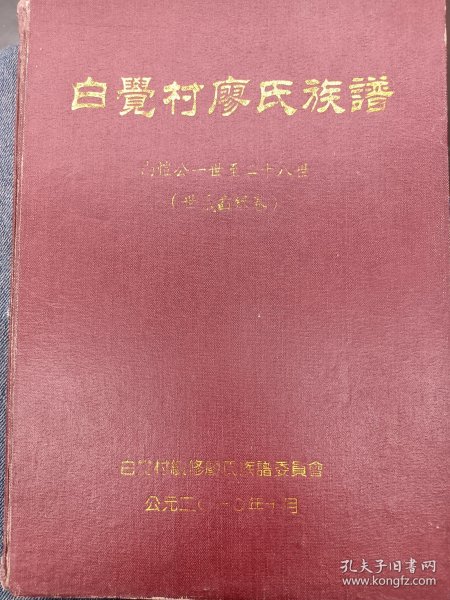 白覺村廖氏族譜
公一世至二十八世
白覺村修廖氏族譜委員會
公元二〇一〇年十月
孔夫子旧书网
www.kongfz.com